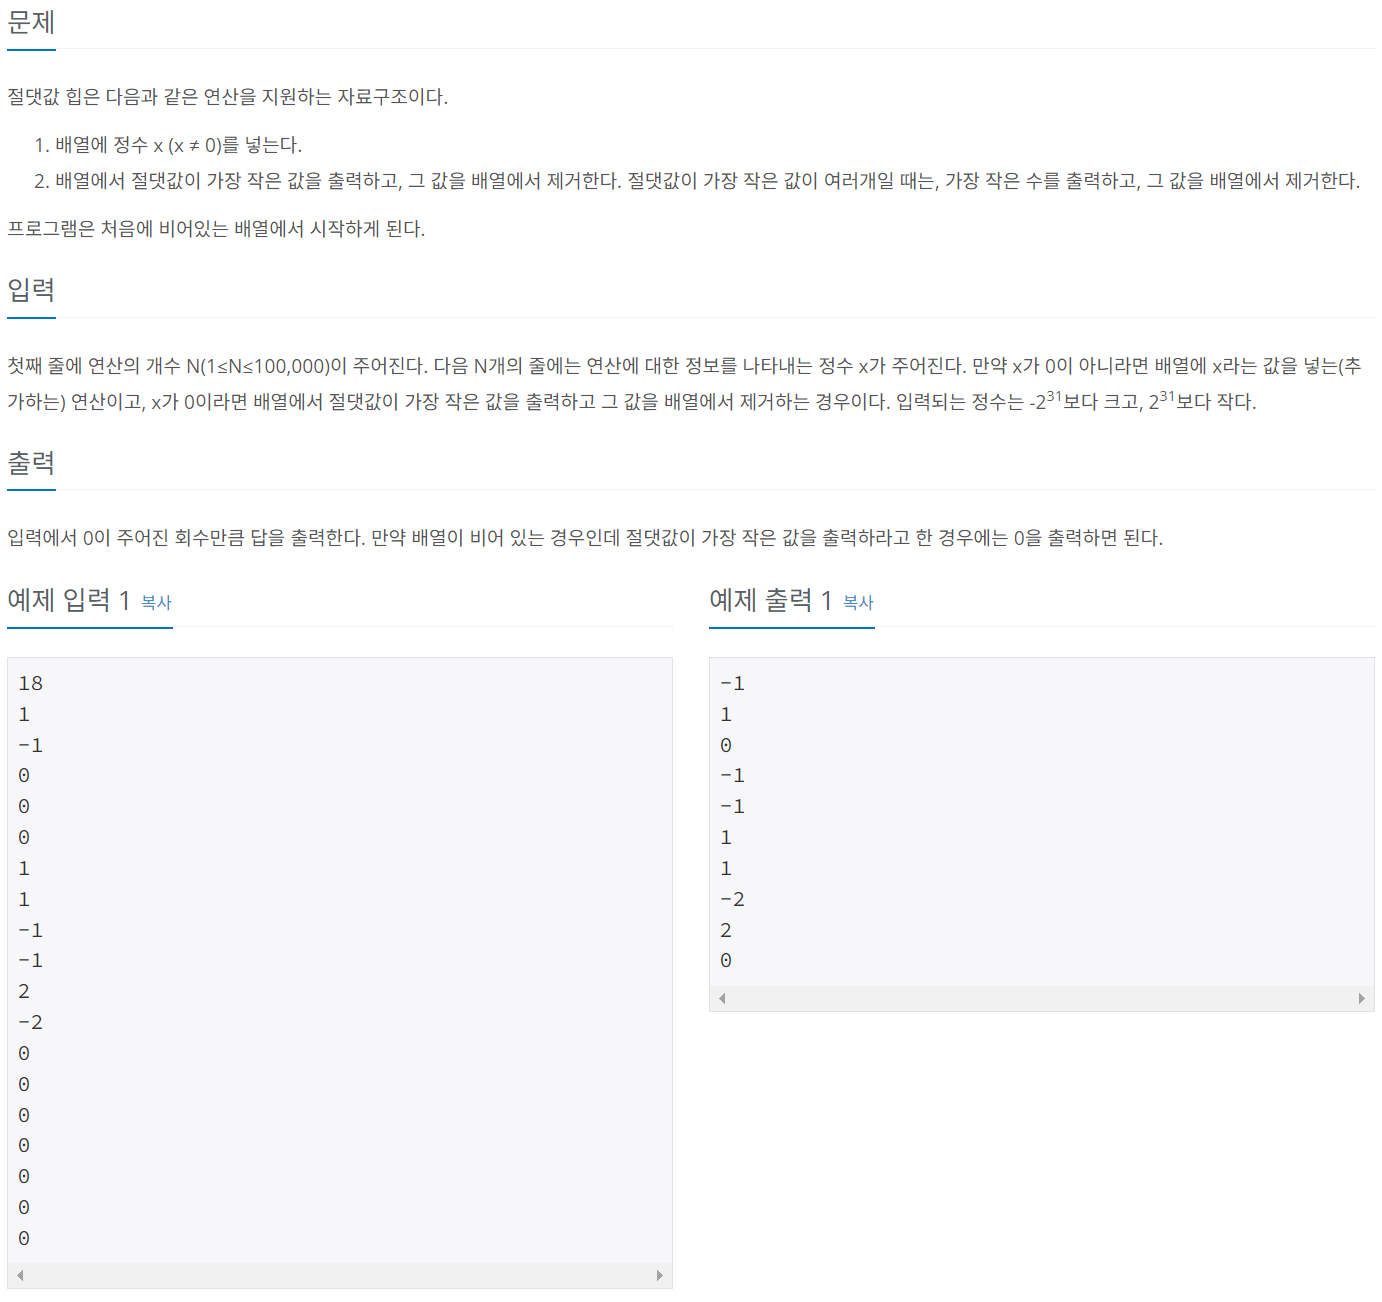 문제
절댓값 힙은 다음과 같은 연산을 지원하는 자료구조이다.
1. 배열에 정수 x (x ≠ 0)를 넣는다.
2. 배열에서 절댓값이 가장 작은 값을 출력하고, 그 값을 배열에서 제거한다. 절댓값이 가장 작은 값이 여러개일 때는, 가장 작은 수를 출력하고, 그 값을 배열에서 제거한다.
프로그램은 처음에 비어있는 배열에서 시작하게 된다.
입력
첫째 줄에 연산의 개수 N(1≤N≤100,000)이 주어진다. 다음 N개의 줄에는 연산에 대한 정보를 나타내는 정수 x가 주어진다. 만약 x가 0이 아니라면 배열에 x라는 값을 넣는(추
가하는) 연산이고, x가 0이라면 배열에서 절댓값이 가장 작은 값을 출력하고 그 값을 배열에서 제거하는 경우이다. 입력되는 정수는 -2³¹보다 크고, 2³¹보다 작다.
출력
입력에서 0이 주어진 회수만큼 답을 출력한다. 만약 배열이 비어 있는 경우인데 절댓값이 가장 작은 값을 출력하라고 한 경우에는 0을 출력하면 된다.
예제 입력 1 복사
18
1
-1
0
0
0
1
1
-1
-1
2
-2
0
0
0
0
0
0
0
예제 출력 1 복사
-1
1
0
-1
-1
1
1
-2
2
0